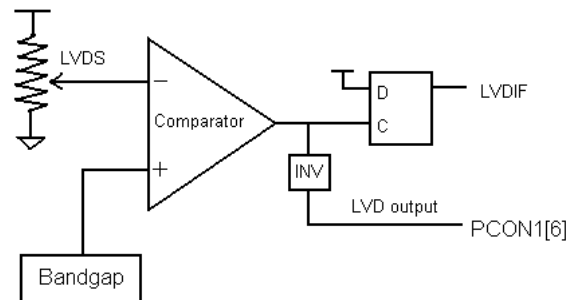 LVDS
−
Comparator
+
Bandgap
D
C
LVDIF
INV
LVD output
PCON1[6]